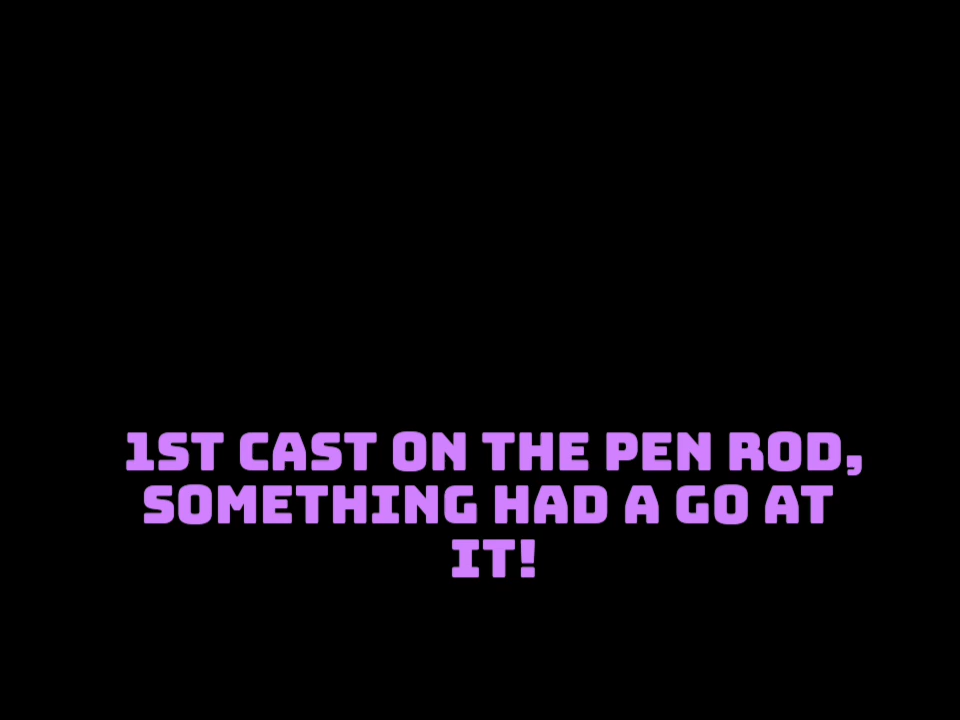 1ST CAST ON THE PEN ROD,
SOMETHING HAD A GO AT
IT!